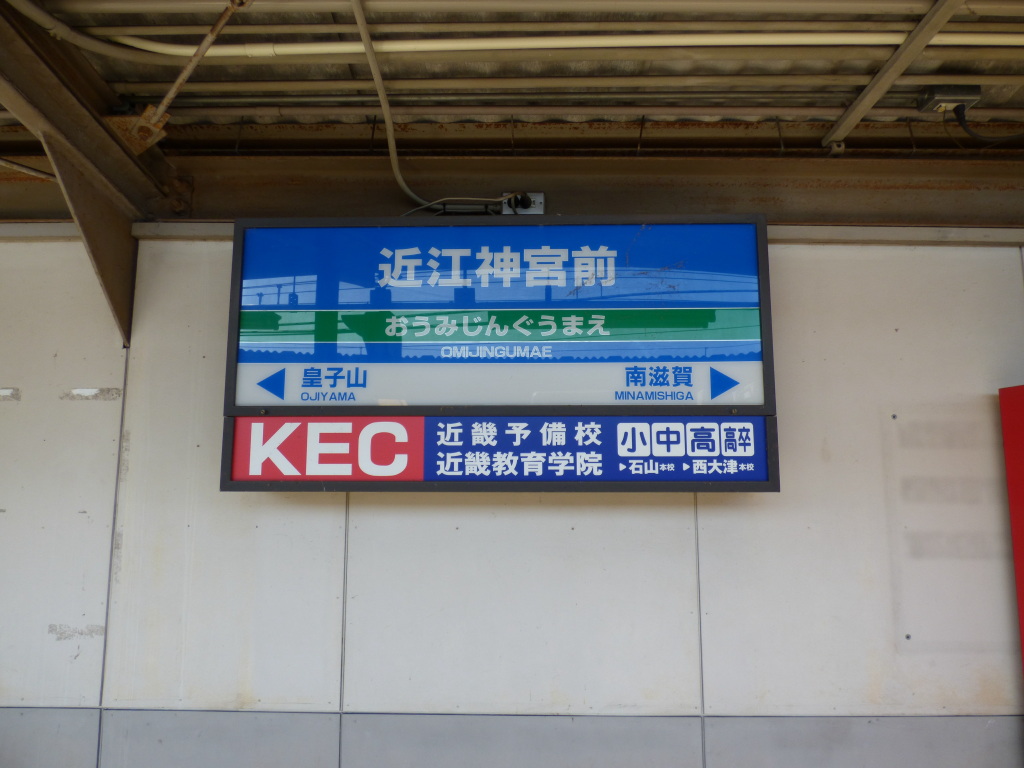 近江神宮前
おうみじんぐうまえ
OMIJINGUMAE
皇子山 南滋賀
OJIYAMA MINAMISHIGA
KEC
近畿予備校
近畿教育学院
小 中 高 高卒
▶石山本校 ▶西大津本校